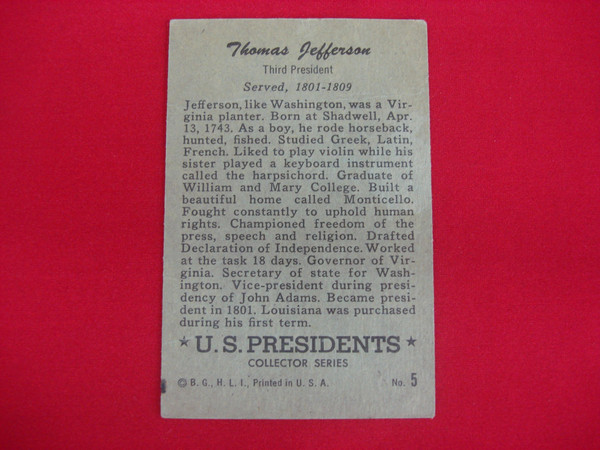 Thomas Jefferson
Third President
Served, 1801-1809
Jefferson, like Washington, was a Vir-
ginia planter. Born at Shadwell, Apr.
13, 1743. As a boy, he rode horseback,
hunted, fished. Studied Greek, Latin,
French. Liked to play violin while his
sister played a keyboard instrument
called the harpsichord. Graduate of
William and Mary College. Built a
beautiful home called Monticello.
Fought constantly to uphold human
rights. Championed freedom of the
press, speech and religion. Drafted
Declaration of Independence. Worked
at the task 18 days. Governor of Vir-
ginia. Secretary of state for Wash-
ington. Vice-president during presi-
dency of John Adams. Became presi-
dent in 1801. Louisiana was purchased
during his first term.
★ U.S. PRESIDENTS ★
COLLECTOR SERIES
© B. G., H. L. I., Printed in U. S. A. No. 5